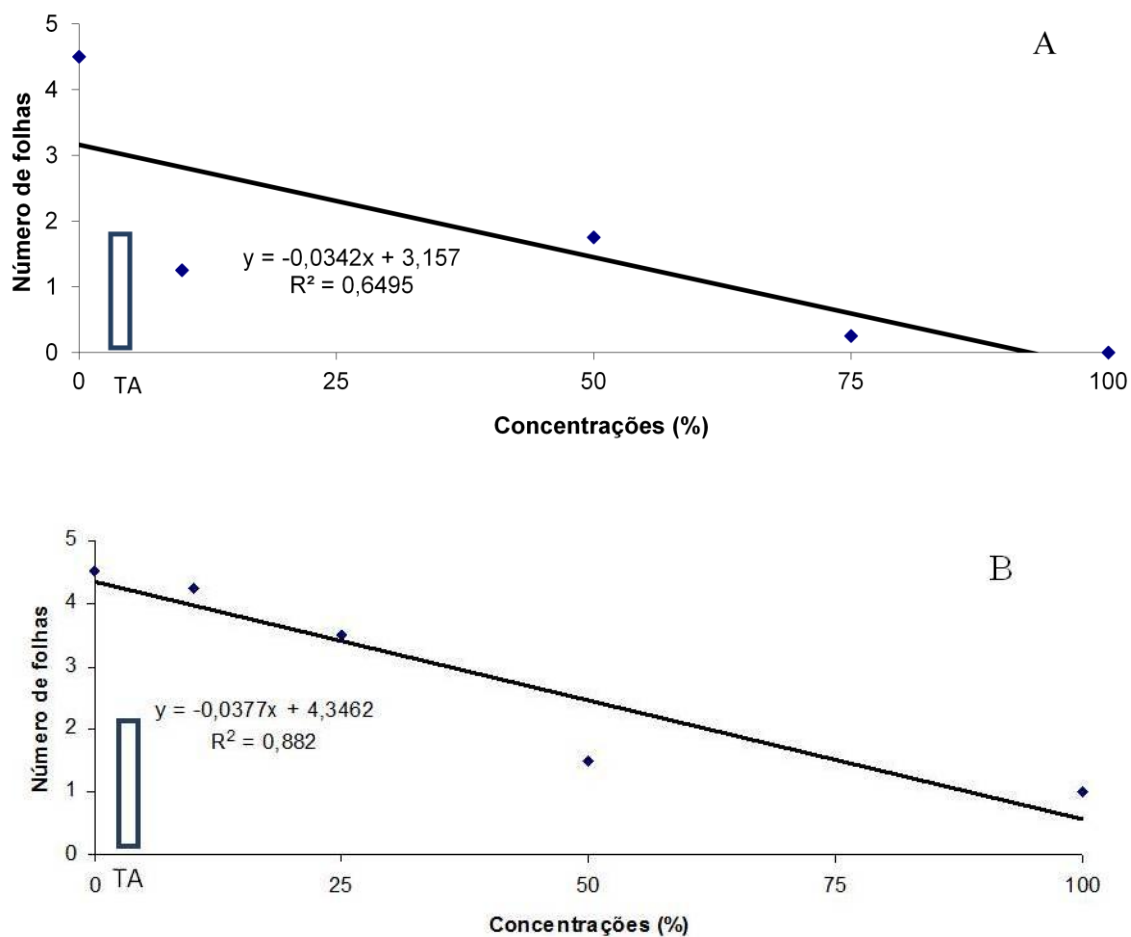 A
5
4
3
2
1
0
Número de folhas
y = -0,0342x + 3,157
R² = 0,6495
0 25 50 75 100
TA
Concentrações (%)
B
5
4
3
2
1
0
Número de folhas
y = -0,0377x + 4,3462
R² = 0,882
0 25 50 75 100
TA
Concentrações (%)